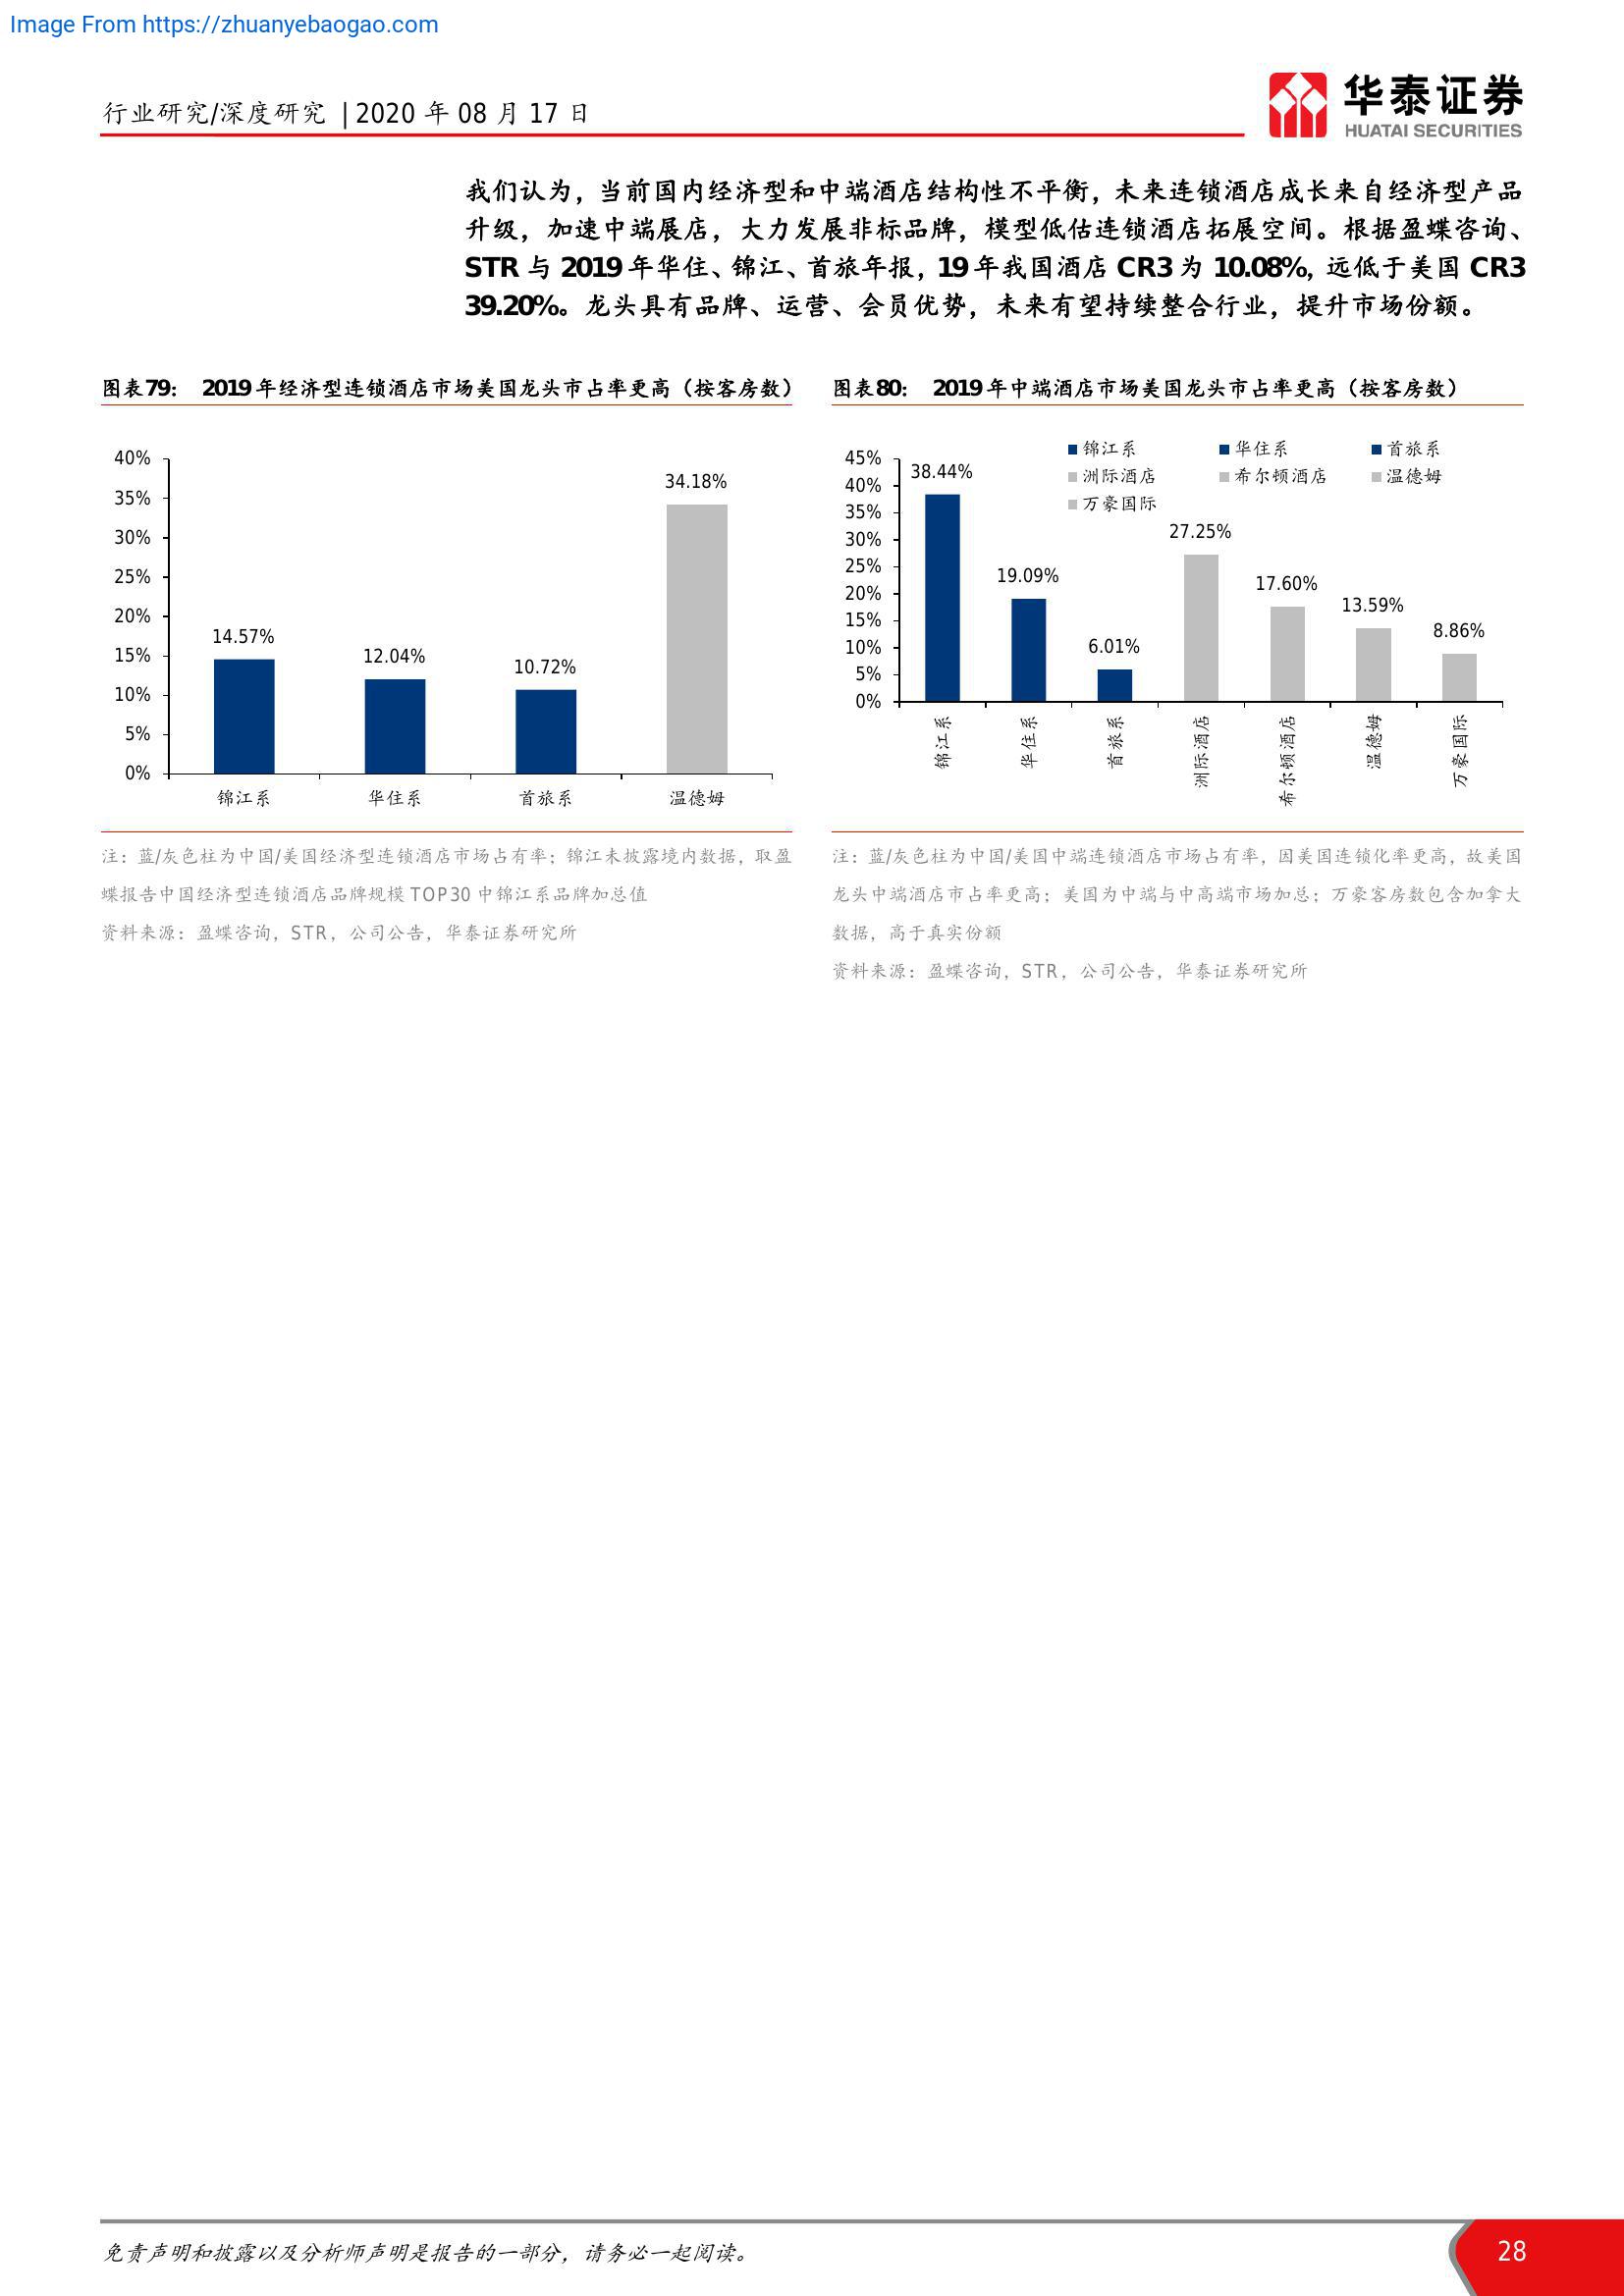 Image From https://zhuanyebaogao.com
行业研究/深度研究 | 2020 年 08 月 17 日
华泰证券
HUATAI SECURITIES
我们认为，当前国内经济型和中端酒店结构性不平衡，未来连锁酒店成长来自经济型产品
升级，加速中端展店，大力发展非标品牌，模型低估连锁酒店拓展空间。根据盈蝶咨询、
STR 与 2019 年华住、锦江、首旅年报，19 年我国酒店 CR3 为 10.08%, 远低于美国 CR3
39.20%。龙头具有品牌、运营、会员优势，未来有望持续整合行业，提升市场份额。
图表79： 2019 年经济型连锁酒店市场美国龙头市占率更高（按客房数）
40%
35%
30%
25%
20%
15%
10%
5%
0%
14.57%
12.04%
10.72%
34.18%
锦江系
华住系
首旅系
温德姆
注：蓝/灰色柱为中国/美国经济型连锁酒店市场占有率；锦江未披露境内数据，取盈
蝶报告中国经济型连锁酒店品牌规模 TOP30 中锦江系品牌加总值
资料来源：盈蝶咨询，STR，公司公告，华泰证券研究所
图表80： 2019 年中端酒店市场美国龙头市占率更高（按客房数）
锦江系 华住系 首旅系
洲际酒店 希尔顿酒店 温德姆
万豪国际
45%
40%
35%
30%
25%
20%
15%
10%
5%
0%
38.44%
19.09%
6.01%
27.25%
17.60%
13.59%
8.86%
锦江系
华住系
首旅系
洲际酒店
希尔顿酒店
温德姆
万豪国际
注：蓝/灰色柱为中国/美国中端连锁酒店市场占有率，因美国连锁化率更高，故美国
龙头中端酒店市占率更高；美国为中端与中高端市场加总；万豪客房数包含加拿大
数据，高于真实份额
资料来源：盈蝶咨询，STR，公司公告，华泰证券研究所
免责声明和披露以及分析师声明是报告的一部分，请务必一起阅读。
28